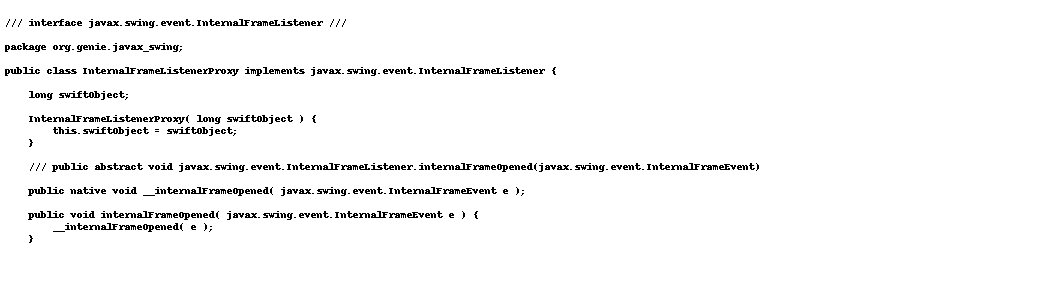 /// interface javax.swing.event.InternalFrameListener ///
package org.genie.javax_swing;
public class InternalFrameListenerProxy implements javax.swing.event.InternalFrameListener {
long swiftObject;
InternalFrameListenerProxy( long swiftObject ) {
this.swiftObject = swiftObject;
}
/// public abstract void javax.swing.event.InternalFrameListener.internalFrameOpened(javax.swing.event.InternalFrameEvent)
public native void __internalFrameOpened( javax.swing.event.InternalFrameEvent e );
public void internalFrameOpened( javax.swing.event.InternalFrameEvent e ) {
__internalFrameOpened( e );
}